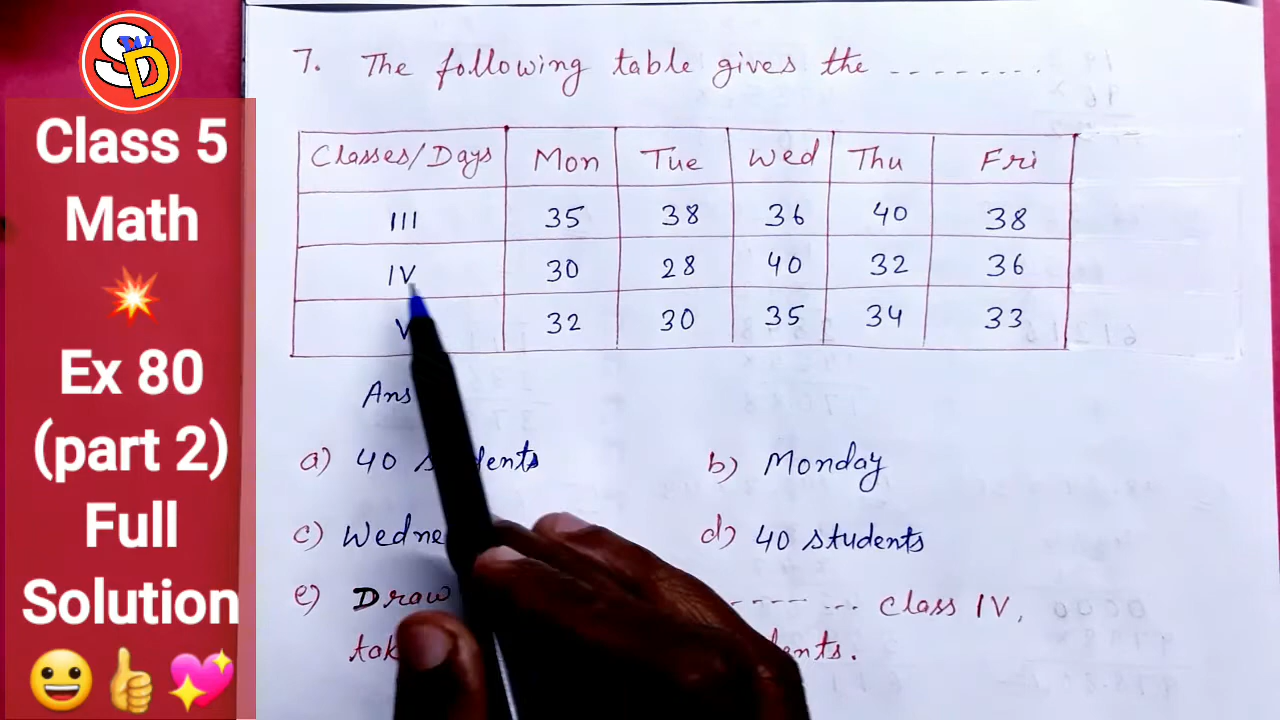 SWD
Class 5
Math
Ex 80
(part 2)
Full
Solution
7. The following table gives the --------.
Classes/Days Mon Tue Wed Thu Fri
III 35 38 36 40 38
IV 30 28 40 32 36
V 32 30 35 34 33
Ans
a) 40 students b) Monday
c) Wedne d) 40 students
e) Draw ----- ... class IV,